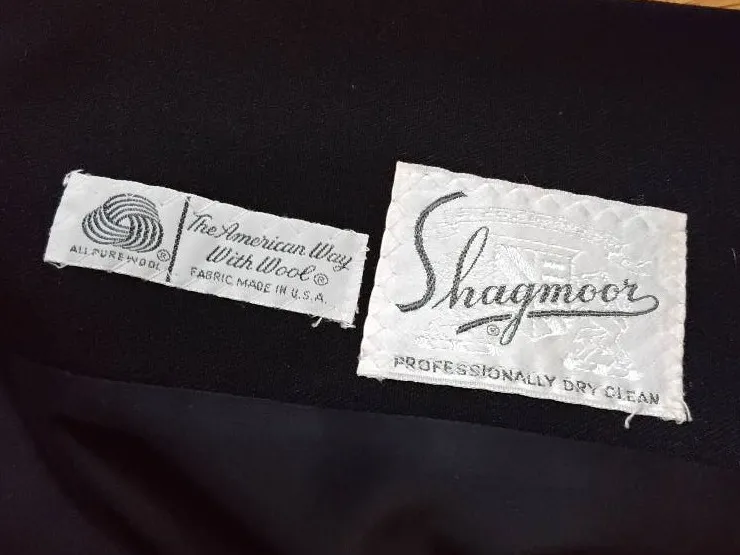 ALL PURE WOOL ®
The American Way
With Wool ®
FABRIC MADE IN U.S.A.
Shagmoor
®
PROFESSIONALLY DRY CLEAN